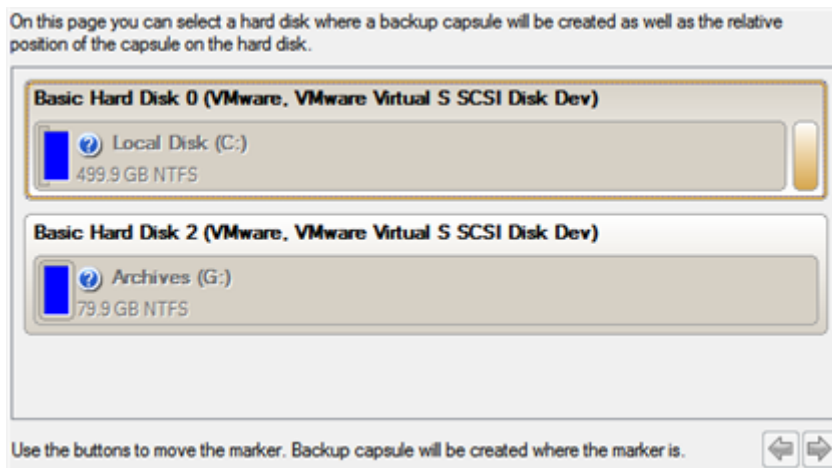 On this page you can select a hard disk where a backup capsule will be created as well as the relative
position of the capsule on the hard disk.
Basic Hard Disk 0 (VMware, VMware Virtual S SCSI Disk Dev)
Local Disk (C:)
499.9 GB NTFS
Basic Hard Disk 2 (VMware, VMware Virtual S SCSI Disk Dev)
Archives (G:)
79.9 GB NTFS
Use the buttons to move the marker. Backup capsule will be created where the marker is.